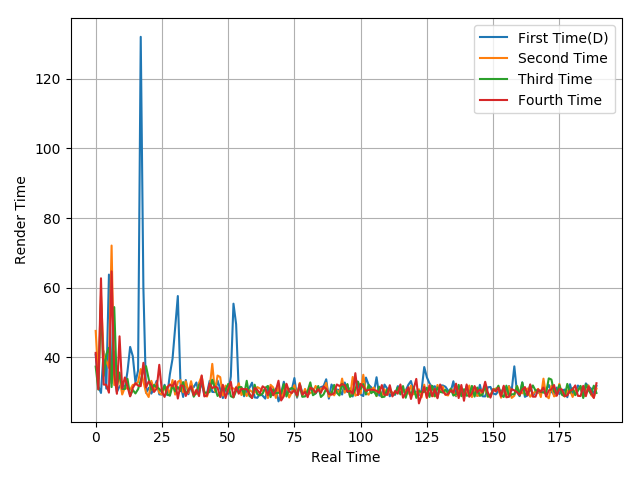 First Time(D)
Second Time
Third Time
Fourth Time
120
100
80
60
40
Render Time
0
25
50
75
100
125
150
175
Real Time